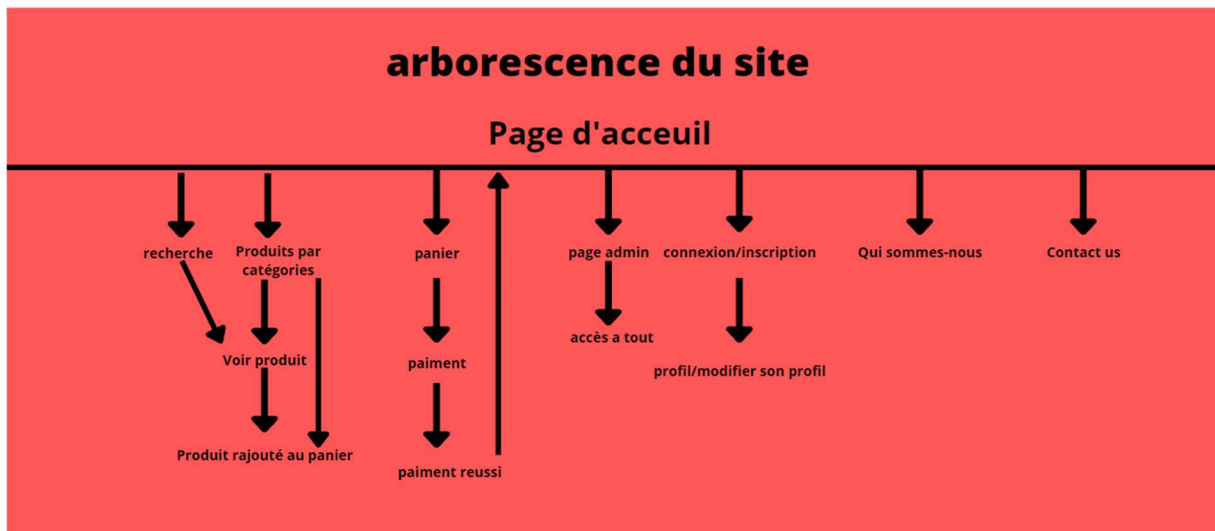 arborescence du site
Page d'acceuil
recherche
Produits par
catégories
panier
page admin
connexion/inscription
Qui sommes-nous
Contact us
Voir produit
paiment
accès a tout
profil/modifier son profil
Produit rajouté au panier
paiment reussi